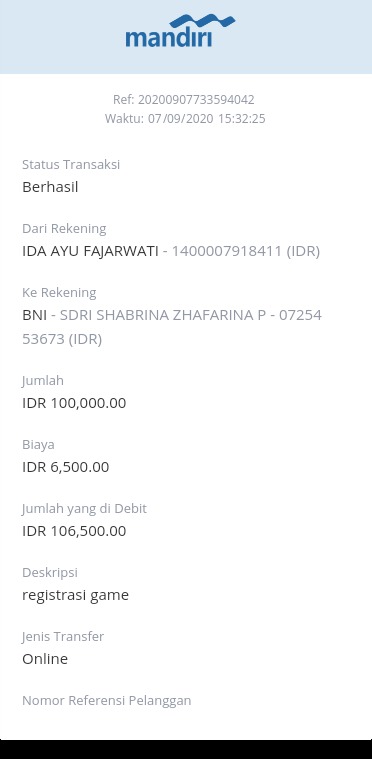 mandiri
Ref: 20200907733594042
Waktu: 07/09/2020 15:32:25
Status Transaksi
Berhasil
Dari Rekening
IDA AYU FAJARWATI - 1400007918411 (IDR)
Ke Rekening
BNI - SDRI SHABRINA ZHAFARINA P - 07254
53673 (IDR)
Jumlah
IDR 100,000.00
Biaya
IDR 6,500.00
Jumlah yang di Debit
IDR 106,500.00
Deskripsi
registrasi game
Jenis Transfer
Online
Nomor Referensi Pelanggan